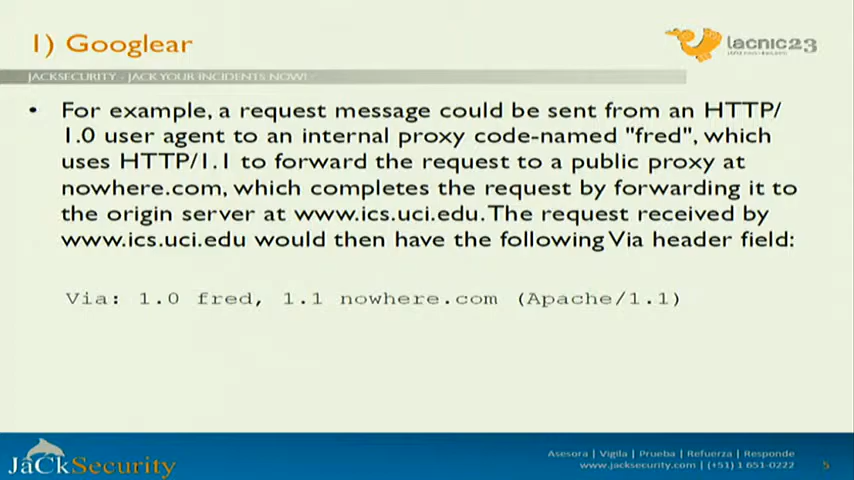 1) Googlear
lacnic23
JACKSECURITY - JACK YOUR INCIDENTS NOW!
• For example, a request message could be sent from an HTTP/
1.0 user agent to an internal proxy code-named "fred", which
uses HTTP/1.1 to forward the request to a public proxy at
nowhere.com, which completes the request by forwarding it to
the origin server at www.ics.uci.edu. The request received by
www.ics.uci.edu would then have the following Via header field:
Via: 1.0 fred, 1.1 nowhere.com (Apache/1.1)
JaCkSecurity
Asesora | Vigila | Prueba | Refuerza | Responde
www.jacksecurity.com | (+51) 1 651-0222
5